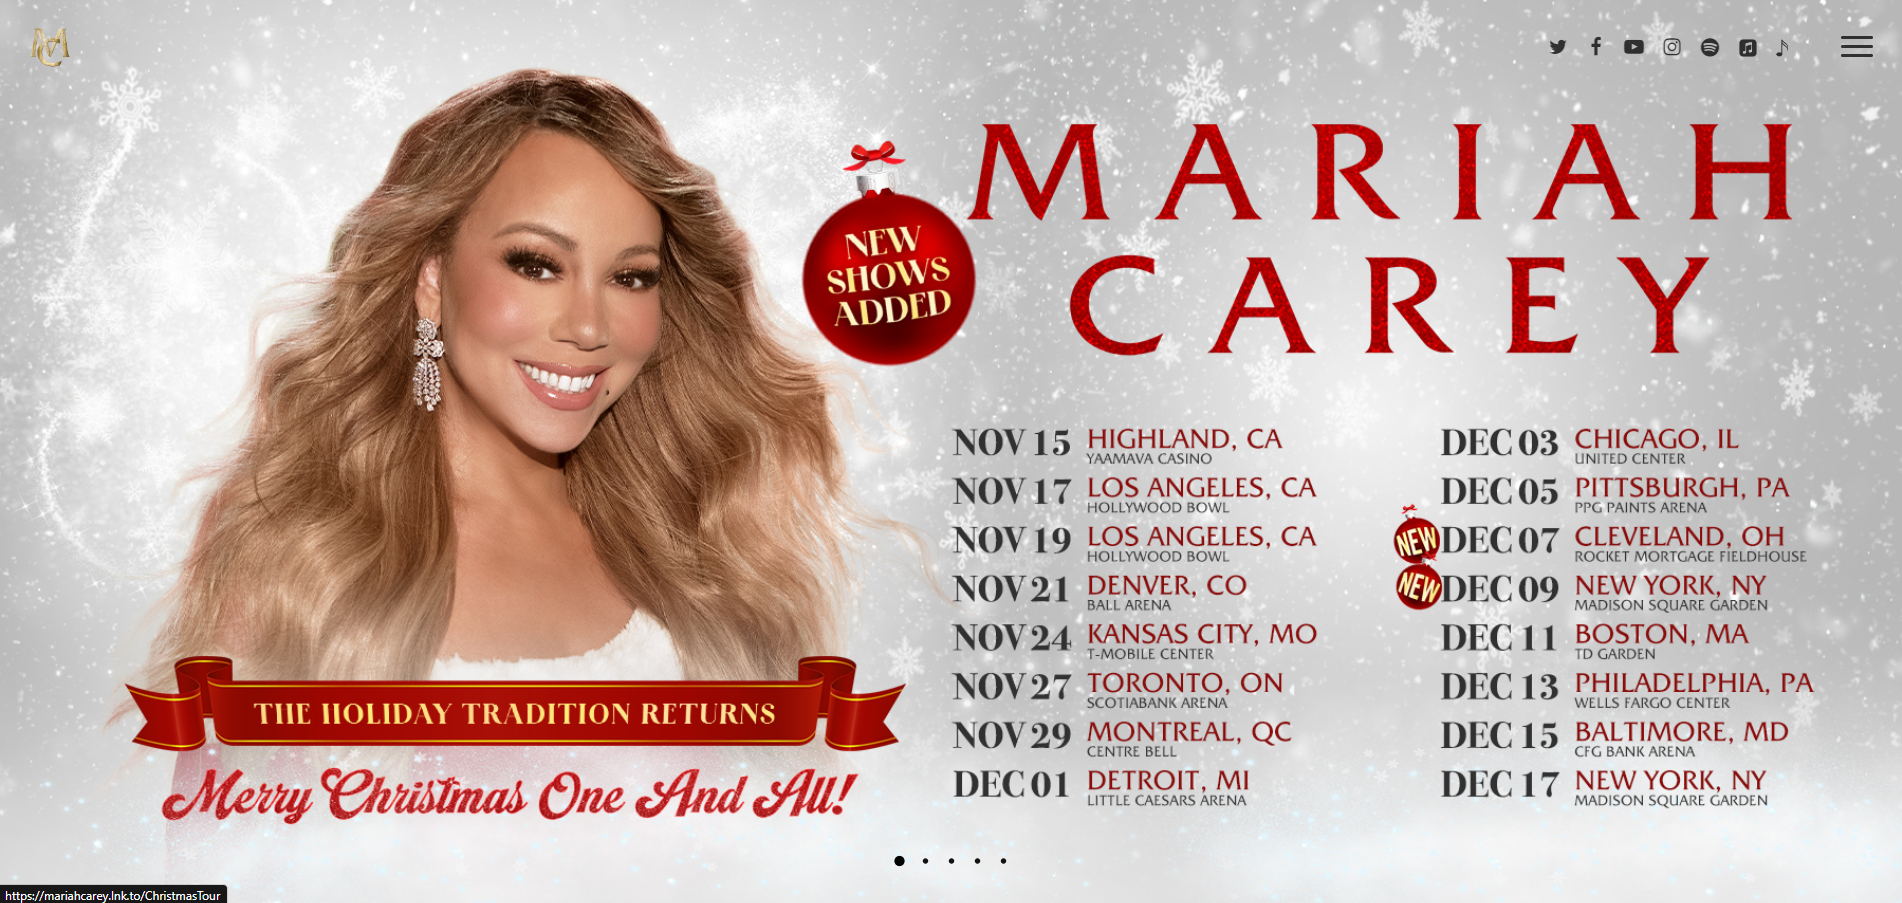 MC
MARIAH
CAREY
NEW
SHOWS
ADDED
NOV 15 HIGHLAND, CA
YAAMAVA CASINO
NOV 17 LOS ANGELES, CA
HOLLYWOOD BOWL
NOV 19 LOS ANGELES, CA
HOLLYWOOD BOWL
NOV 21 DENVER, CO
BALL ARENA
NOV 24 KANSAS CITY, MO
T-MOBILE CENTER
NOV 27 TORONTO, ON
SCOTIABANK ARENA
NOV 29 MONTREAL, QC
CENTRE BELL
DEC 01 DETROIT, MI
LITTLE CAESARS ARENA
DEC 03 CHICAGO, IL
UNITED CENTER
DEC 05 PITTSBURGH, PA
PPG PAINTS ARENA
NEW DEC 07 CLEVELAND, OH
ROCKET MORTGAGE FIELDHOUSE
NEW DEC 09 NEW YORK, NY
MADISON SQUARE GARDEN
DEC 11 BOSTON, MA
TD GARDEN
DEC 13 PHILADELPHIA, PA
WELLS FARGO CENTER
DEC 15 BALTIMORE, MD
CFG BANK ARENA
DEC 17 NEW YORK, NY
MADISON SQUARE GARDEN
THE HOLIDAY TRADITION RETURNS
Merry Christmas One And All!
https://mariahcarey.lnk.to/ChristmasTour